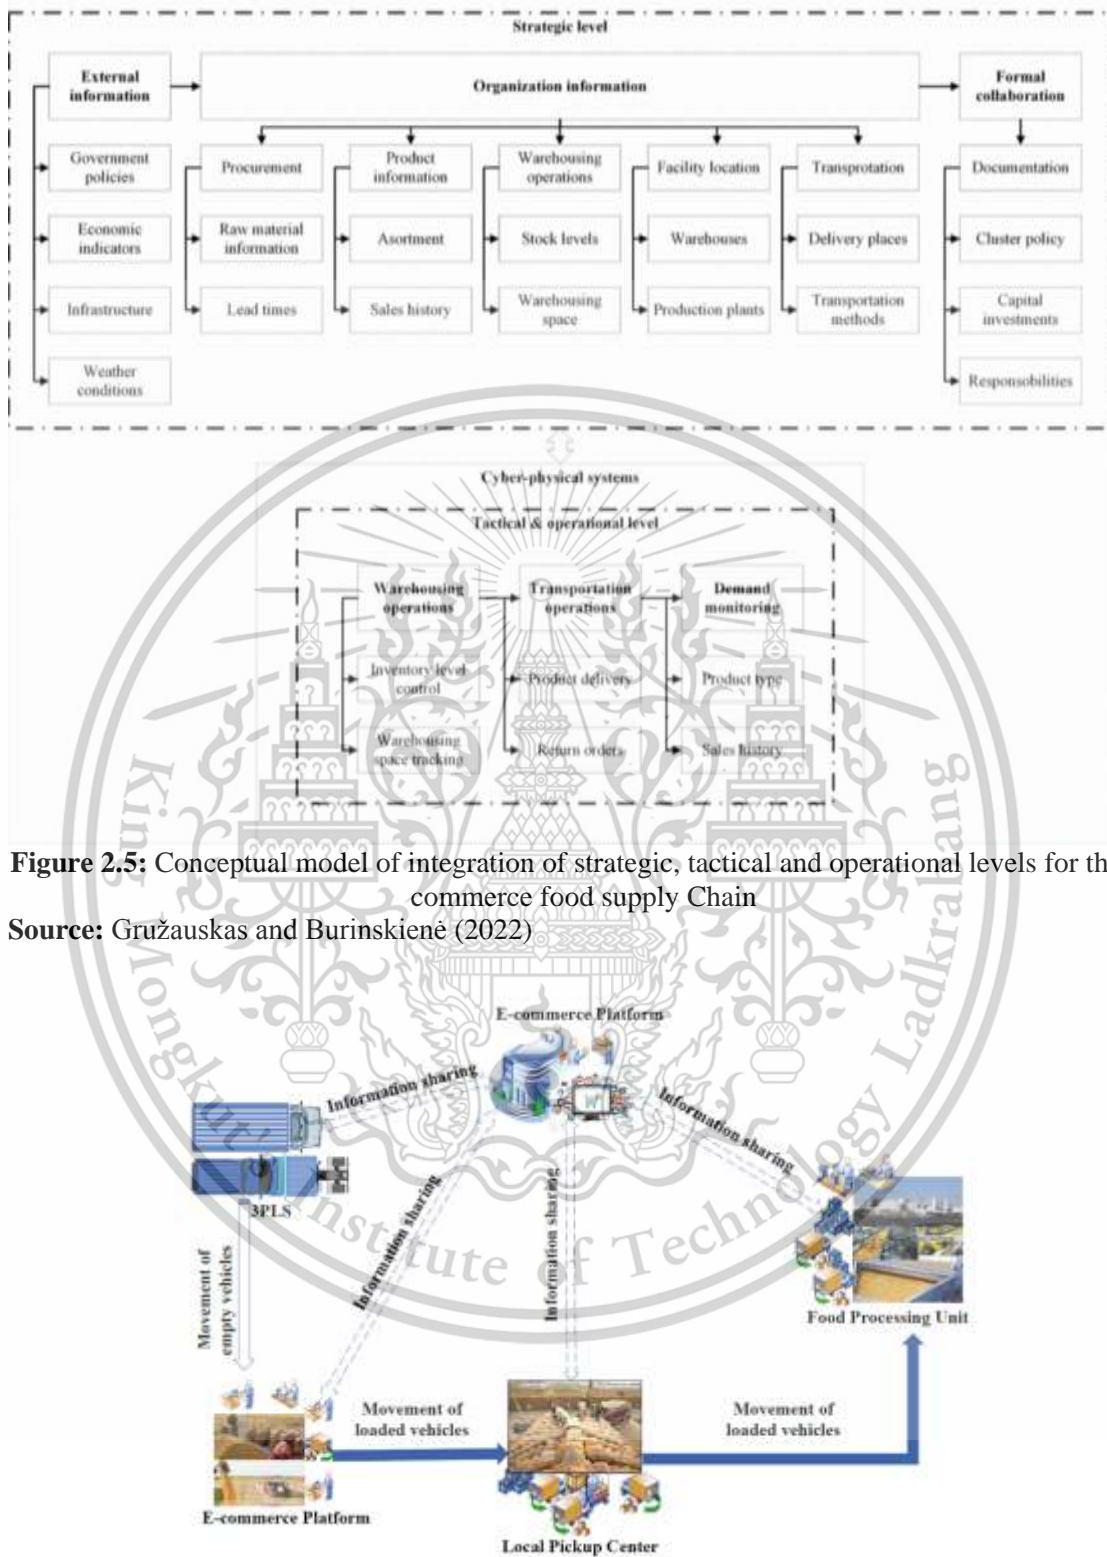 Strategic level
External
information
Organization information
Formal
collaboration
Government
policies
Procurement
Product
information
Warehousing
operations
Facility location
Transprotation
Documentation
Economic
indicators
Raw material
information
Asortment
Stock levels
Warehouses
Delivery places
Cluster policy
Infrastructure
Lead times
Sales history
Warehousing
space
Production plants
Transportation
methods
Capital
investments
Weather
conditions
Responsobilities
Cyber-physical systems
Tactical & operational level
Warehousing
operations
Transportation
operations
Demand
monitoring
Inventory level
control
Product delivery
Product type
Warehousing
space tracking
Return orders
Sales history
Figure 2.5: Conceptual model of integration of strategic, tactical and operational levels for th
commerce food supply Chain
Source: Gružauskas and Burinskienė (2022)
E-commerce Platform
Information sharing
Information sharing
Information sharing
Information sharing
3PLS
Movement of
empty vehicles
Food Processing Unit
Movement of
loaded vehicles
Movement of
loaded vehicles
E-commerce Platform
Local Pickup Center
King Mongkut's Institute of Technology Ladkrabang